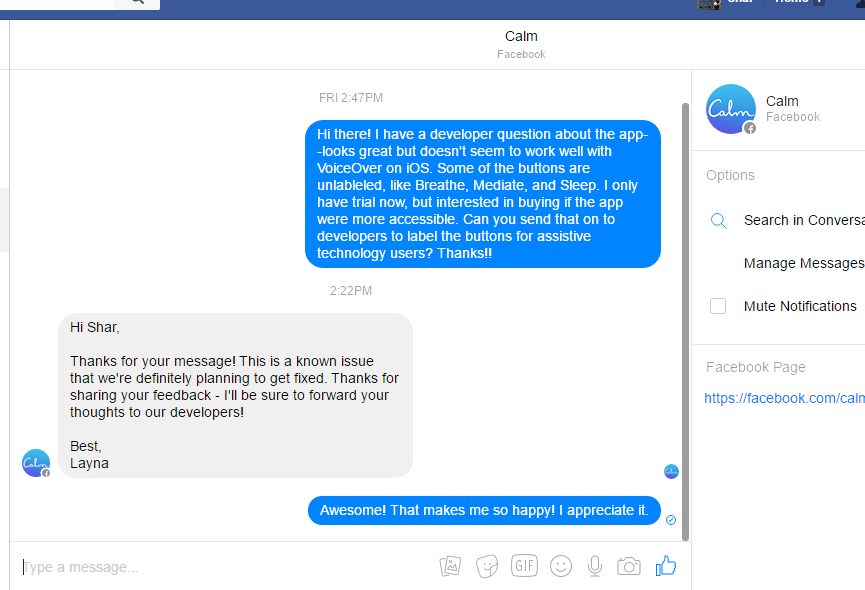 Calm
Facebook
FRI 2:47PM
Hi there! I have a developer question about the app-
-looks great but doesn't seem to work well with
VoiceOver on iOS. Some of the buttons are
unlableled, like Breathe, Mediate, and Sleep. I only
have trial now, but interested in buying if the app
were more accessible. Can you send that on to
developers to label the buttons for assistive
technology users? Thanks!!
2:22PM
Hi Shar,
Thanks for your message! This is a known issue
that we're definitely planning to get fixed. Thanks for
sharing your feedback - I'll be sure to forward your
thoughts to our developers!
Best,
Layna
Calm
Calm
Awesome! That makes me so happy! I appreciate it.
Type a message...
GIF
Calm
Calm
Facebook
Options
Search in Conversa
Manage Messages
Mute Notifications
Facebook Page
https://facebook.com/calm